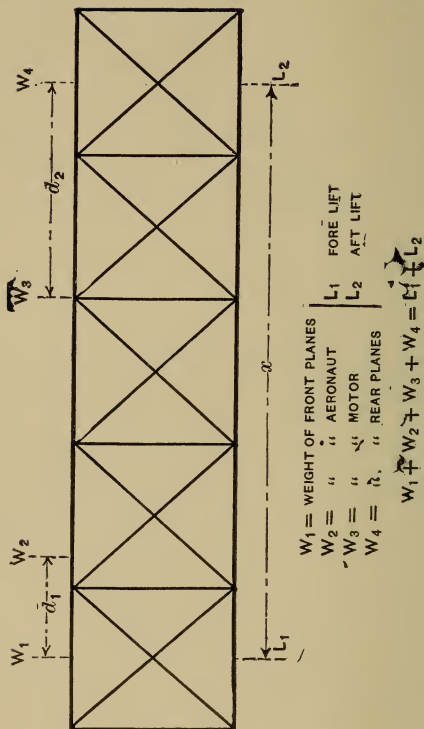 W1 W2 W3 W4
d1 d2
x
L1 L2
W1 = WEIGHT OF FRONT PLANES
W2 = " " AERONAUT
W3 = " " MOTOR
W4 = " " REAR PLANES
L1 FORE LIFT
L2 AFT LIFT
W1 + W2 + W3 + W4 = L1 + L2